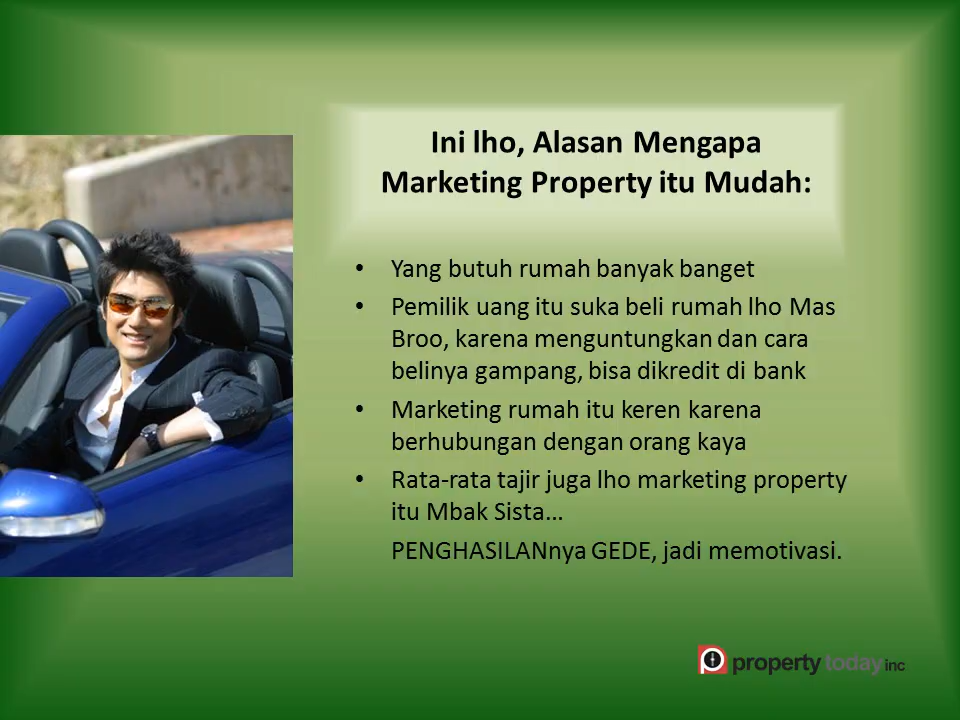 Ini lho, Alasan Mengapa
Marketing Property itu Mudah:
• Yang butuh rumah banyak banget
• Pemilik uang itu suka beli rumah lho Mas
Broo, karena menguntungkan dan cara
belinya gampang, bisa dikredit di bank
• Marketing rumah itu keren karena
berhubungan dengan orang kaya
• Rata-rata tajir juga lho marketing property
itu Mbak Sista...
PENGHASILANnya GEDE, jadi memotivasi.
property today inc